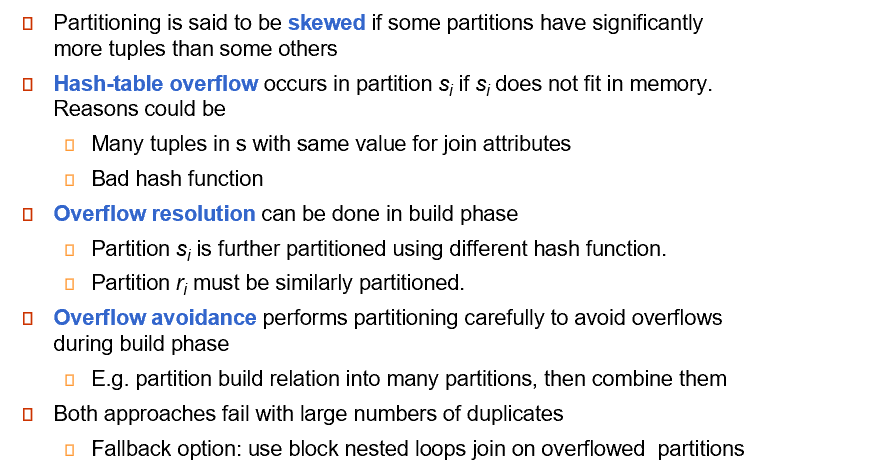 Partitioning is said to be skewed if some partitions have significantly
more tuples than some others
Hash-table overflow occurs in partition si if si does not fit in memory.
Reasons could be
Many tuples in s with same value for join attributes
Bad hash function
Overflow resolution can be done in build phase
Partition si is further partitioned using different hash function.
Partition ri must be similarly partitioned.
Overflow avoidance performs partitioning carefully to avoid overflows
during build phase
E.g. partition build relation into many partitions, then combine them
Both approaches fail with large numbers of duplicates
Fallback option: use block nested loops join on overflowed partitions